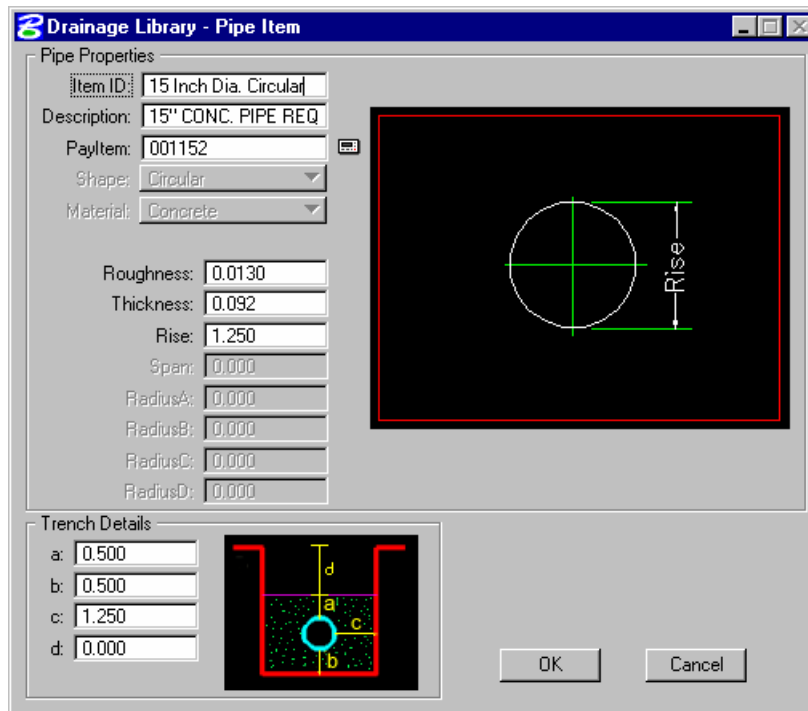 Drainage Library - Pipe Item
Pipe Properties
Item ID: 15 Inch Dia. Circular
Description: 15" CONC. PIPE REQ
PayItem: 001152
Shape: Circular
Material: Concrete
Roughness: 0.0130
Thickness: 0.092
Rise: 1.250
Span: 0.000
RadiusA: 0.000
RadiusB: 0.000
RadiusC: 0.000
RadiusD: 0.000
Rise
Trench Details
a: 0.500
b: 0.500
c: 1.250
d: 0.000
d
a
c
b
OK
Cancel